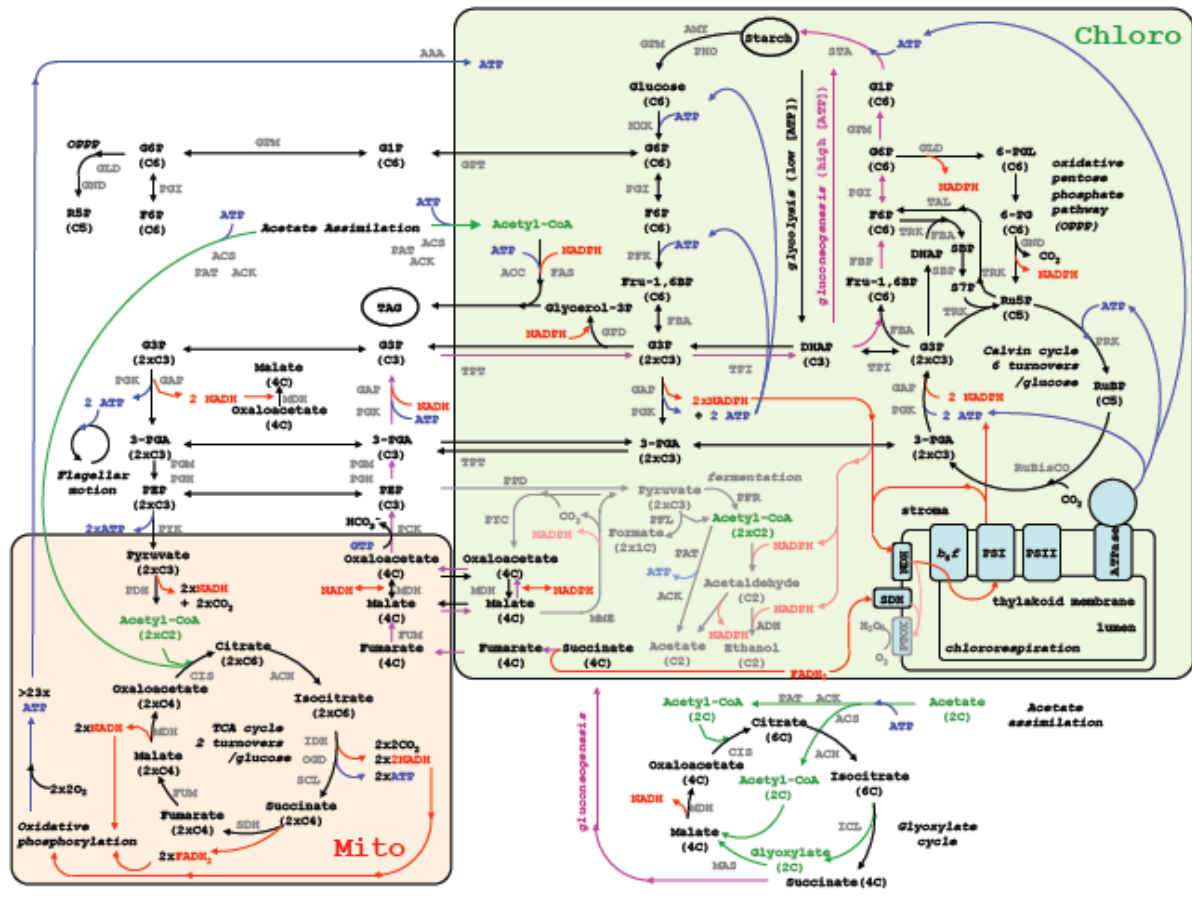 Chloro
Starch
AMY
GPM
PHO
STA
ATP
AAA
ATP
Glucose
(C6)
G1P
(C6)
HXK
ATP
GPM
OPPP
G6P
(C6)
GPM
G1P
(C6)
GPT
G6P
(C6)
G6P
(C6)
GLD
6-PGL
(C6)
GLD
GND
PGI
PGI
PGI
NADPH
oxidative
pentose
phosphate
pathway
(OPPP)
R5P
(C5)
F6P
(C6)
ATP
Acetate Assimilation
ATP
Acetyl-CoA
F6P
(C6)
F6P
(C6)
TAL
TRK
FBA
SBP
6-PG
(C6)
GND
CO2
NADPH
ACS
PAT ACK
PAT
ACS
ACK
ATP
NADPH
ACC
FAS
PFK
ATP
FBP
DHAP
SBP
S7P
TRK
TRK
glycolysis (low [ATP])
gluconeogenesis (high [ATP])
TAG
Glycerol-3P
Fru-1,6BP
(C6)
Fru-1,6BP
(C6)
Ru5P
(C5)
ATP
NADPH
GPD
FBA
FBA
PRK
G3P
(2xC3)
G3P
(C3)
TPT
G3P
(2xC3)
TPI
DHAP
(C3)
TPI
G3P
(2xC3)
Calvin cycle
6 turnovers
/glucose
RuBP
(C5)
PGK
GAP
2 ATP
2 NADH
Malate
(4C)
MDH
Oxaloacetate
(4C)
GAP
PGK
NADH
ATP
GAP
PGK
2xNADPH
+ 2 ATP
GAP
PGK
2 NADPH
2 ATP
Flagellar
motion
3-PGA
(2xC3)
3-PGA
(C3)
TPT
3-PGA
(2xC3)
3-PGA
(2xC3)
RuBisCO
CO2
PGM
PGH
PGM
PGH
PEP
(2xC3)
PEP
(C3)
PPD
fermentation
Pyruvate
(2xC3)
PFR
PYC
CO2
PFL
Formate
(2x1C)
Acetyl-CoA
(2xC2)
NADPH
NADPH
2xATP
PYK
HCO3-
GTP
PCK
stroma
Pyruvate
(2xC3)
Oxaloacetate
(4C)
Oxaloacetate
(4C)
PAT
ATP
ACK
Acetaldehyde
(C2)
NDH
b6f
PSI
PSII
ATPase
PDH
2xNADH
+ 2xCO2
NADH
MDH
MDH
NADPH
Malate
(4C)
Malate
(4C)
MME
NADPH
NADPH
ADH
SDH
thylakoid membrane
lumen
H2O
O2
PTOX
chlororespiration
Acetyl-CoA
(2xC2)
FUM
Fumarate
(4C)
Fumarate
(4C)
Succinate
(4C)
Acetate
(C2)
Ethanol
(C2)
FADH2
Citrate
(2xC6)
CIS
ACH
Oxaloacetate
(2xC4)
Isocitrate
(2xC6)
>23x
ATP
2xNADH
MDH
TCA cycle
2 turnovers
/glucose
IDH
OGD
SCL
2x2CO2
2x2NADH
2xATP
Malate
(2xC4)
FUM
2x2O2
Fumarate
(2xC4)
SDH
Succinate
(2xC4)
Oxidative
phosphorylation
2xFADH2
Mito
gluconeogenesis
Acetyl-CoA
(2C)
PAT ACK
ACS
ATP
Acetate
(2C)
Acetate
assimilation
Citrate
(6C)
CIS
ACH
Oxaloacetate
(4C)
Acetyl-CoA
(2C)
Isocitrate
(6C)
NADH
MDH
Malate
(4C)
ICL
Glyoxylate
cycle
MAS
Glyoxylate
(2C)
Succinate(4C)